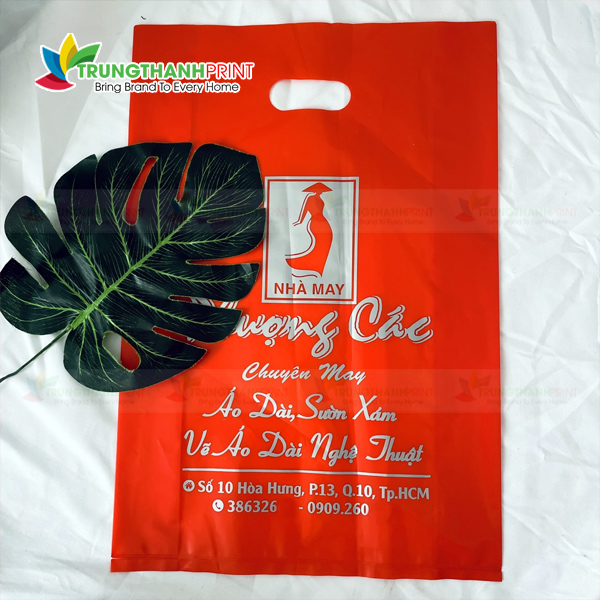 TRUNGTHANHPRINT
Bring Brand To Every Home
NHÀ MAY
Các
Chuyên May
Áo Dài, Sườn Xám
Vẽ Áo Dài Nghệ Thuật
Số 10 Hòa Hưng, P.13, Q.10, Tp.HCM
386326 - 0909.260